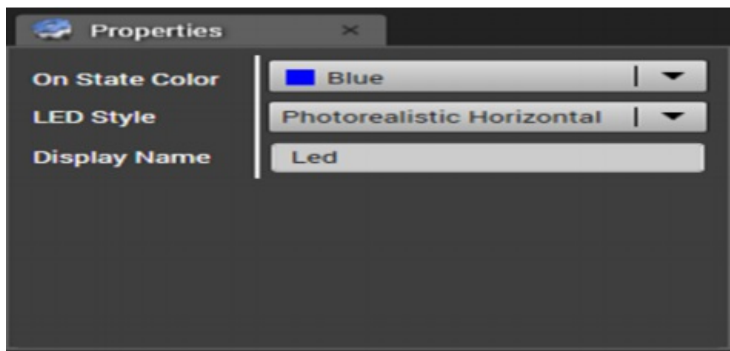 Properties ×
On State Color Blue
LED Style Photorealistic Horizontal
Display Name Led